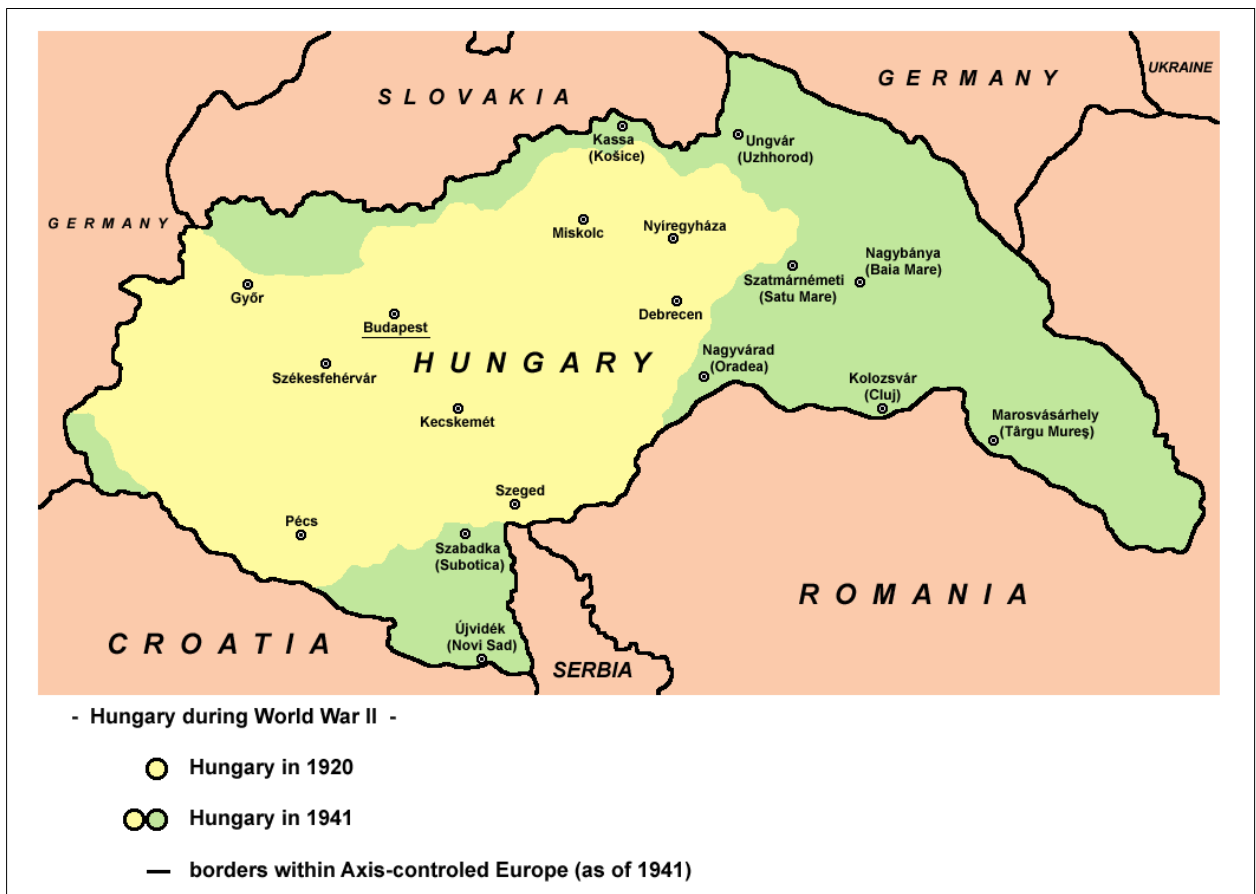 SLOVAKIA
GERMANY
UKRAINE
Kassa
(Košice)
Ungvár
(Uzhhorod)
GERMANY
Miskolc
Nyíregyháza
Nagybánya
(Baia Mare)
Szatmárnémeti
(Satu Mare)
Győr
Budapest
Debrecen
HUNGARY
Nagyvárad
(Oradea)
Székesfehérvár
Kolozsvár
(Cluj)
Kecskemét
Marosvásárhely
(Târgu Mureş)
Szeged
Pécs
Szabadka
(Subotica)
ROMANIA
CROATIA
Újvidék
(Novi Sad)
SERBIA
- Hungary during World War II -
Hungary in 1920
Hungary in 1941
borders within Axis-controled Europe (as of 1941)